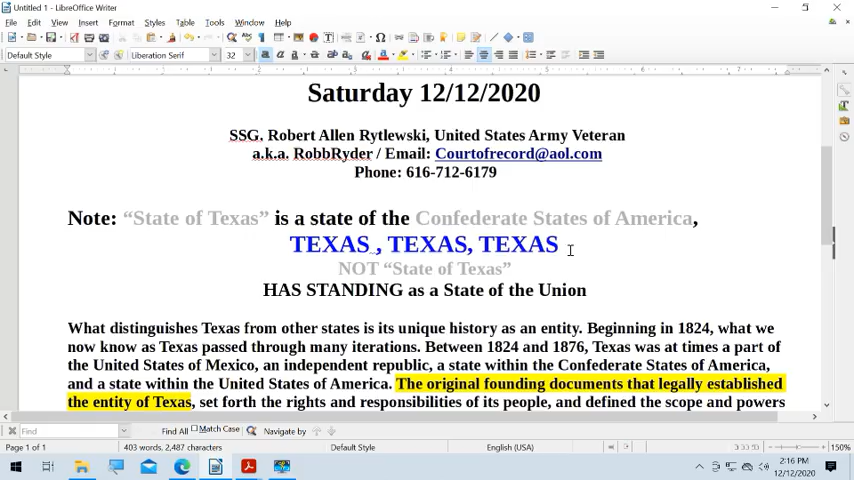 Untitled 1 - LibreOffice Writer
File Edit View Insert Format Styles Table Tools Window Help
Default Style Liberation Serif 32
1 2 3 4 5 6 7
Saturday 12/12/2020
SSG. Robert Allen Rytlewski, United States Army Veteran
a.k.a. RobbRyder / Email: Courtofrecord@aol.com
Phone: 616-712-6179
Note: “State of Texas” is a state of the Confederate States of America,
TEXAS , TEXAS, TEXAS
NOT “State of Texas”
HAS STANDING as a State of the Union
What distinguishes Texas from other states is its unique history as an entity. Beginning in 1824, what we
now know as Texas passed through many iterations. Between 1824 and 1876, Texas was at times a part of
the United States of Mexico, an independent republic, a state within the Confederate States of America,
and a state within the United States of America. The original founding documents that legally established
the entity of Texas, set forth the rights and responsibilities of its people, and defined the scope and powers
Find Find All Match Case Navigate by
Page 1 of 1 403 words, 2,487 characters Default Style English (USA) 150%
2:16 PM
12/12/2020